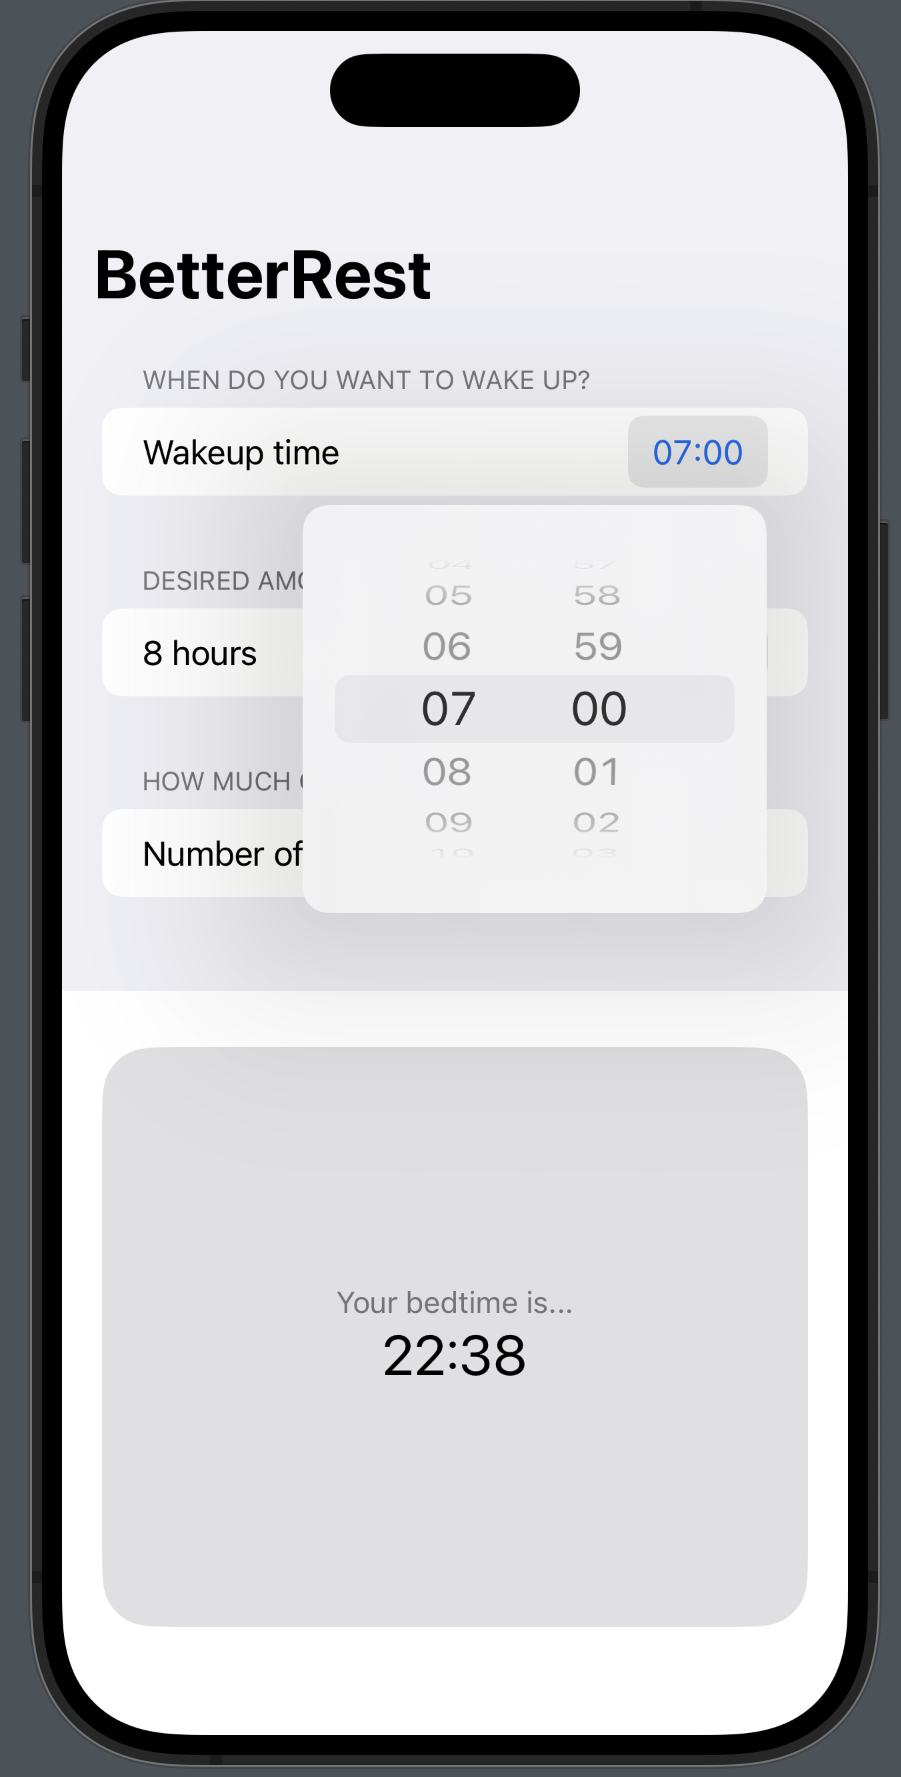 BetterRest
WHEN DO YOU WANT TO WAKE UP?
Wakeup time 07:00
04 57
05 58
DESIRED
06 59
8 hours
07 00
08 01
HOW MUCH
09 02
Number of
10 03
Your bedtime is...
22:38